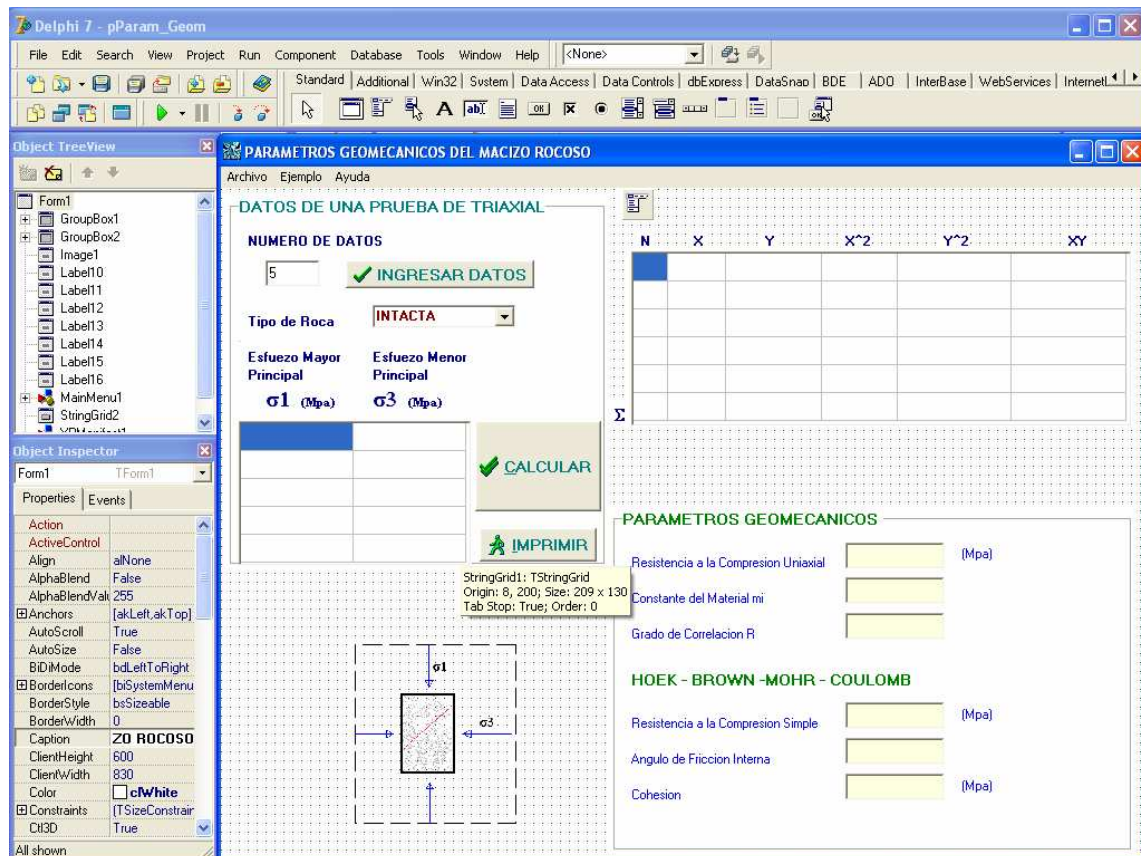 Delphi 7 - pParam_Geom
File Edit Search View Project Run Component Database Tools Window Help <None>
Standard Additional Win32 System Data Access Data Controls dbExpress DataSnap BDE ADO InterBase WebServices
Object TreeView
Form1
GroupBox1
GroupBox2
Image1
Label10
Label11
Label12
Label13
Label14
Label15
Label16
MainMenu1
StringGrid2
Object Inspector
Form1 TForm1
Properties Events
Action
ActiveControl
Align alNone
AlphaBlend False
AlphaBlendValu 255
Anchors [akLeft,akTop]
AutoScroll True
AutoSize False
BiDiMode bdLeftToRight
BorderIcons [biSystemMenu
BorderStyle bsSizeable
BorderWidth 0
Caption ZO ROCOSO
ClientHeight 600
ClientWidth 830
Color clWhite
Constraints (TSizeConstrair
Ctl3D True
All shown
PARAMETROS GEOMECANICOS DEL MACIZO ROCOSO
Archivo Ejemplo Ayuda
DATOS DE UNA PRUEBA DE TRIAXIAL
NUMERO DE DATOS
5 INGRESAR DATOS
Tipo de Roca INTACTA
Esfuezo Mayor Esfuezo Menor
Principal Principal
σ1 (Mpa) σ3 (Mpa)
CALCULAR
IMPRIMIR
StringGrid1: TStringGrid
Origin: 8, 200; Size: 209 x 130
Tab Stop: True; Order: 0
σ1
σ3
N X Y X^2 Y^2 XY
Σ
PARAMETROS GEOMECANICOS
Resistencia a la Compresion Uniaxial (Mpa)
Constante del Material mi
Grado de Correlacion R
HOEK - BROWN -MOHR - COULOMB
Resistencia a la Compresion Simple (Mpa)
Angulo de Friccion Interna
Cohesion (Mpa)